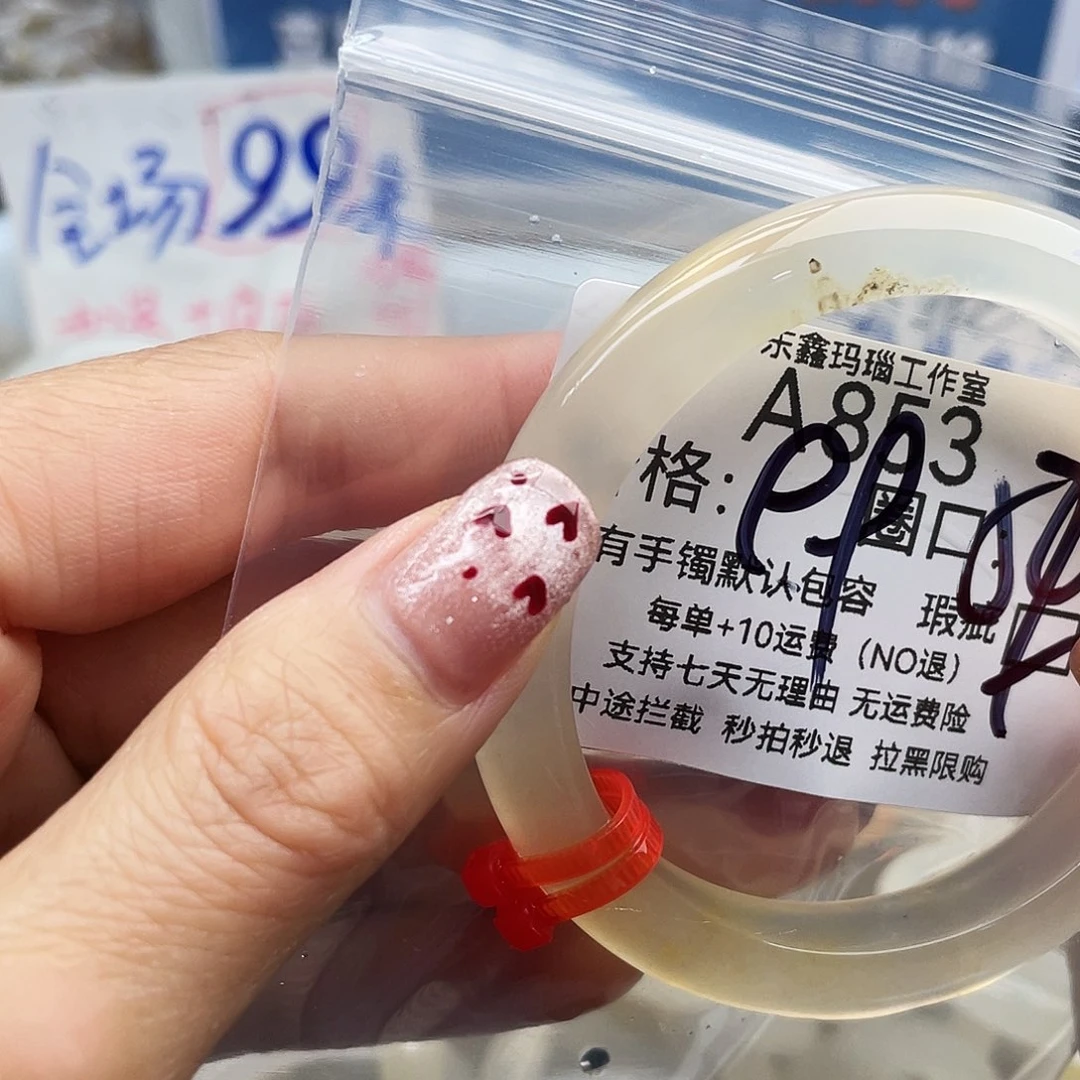 全场99
乐鑫玛瑙工作室
A853
格：99 圈口
有手镯默认包容 瑕疵
每单+10运费（NO退）
支持七天无理由 无运费险
中途拦截 秒拍秒退 拉黑限购